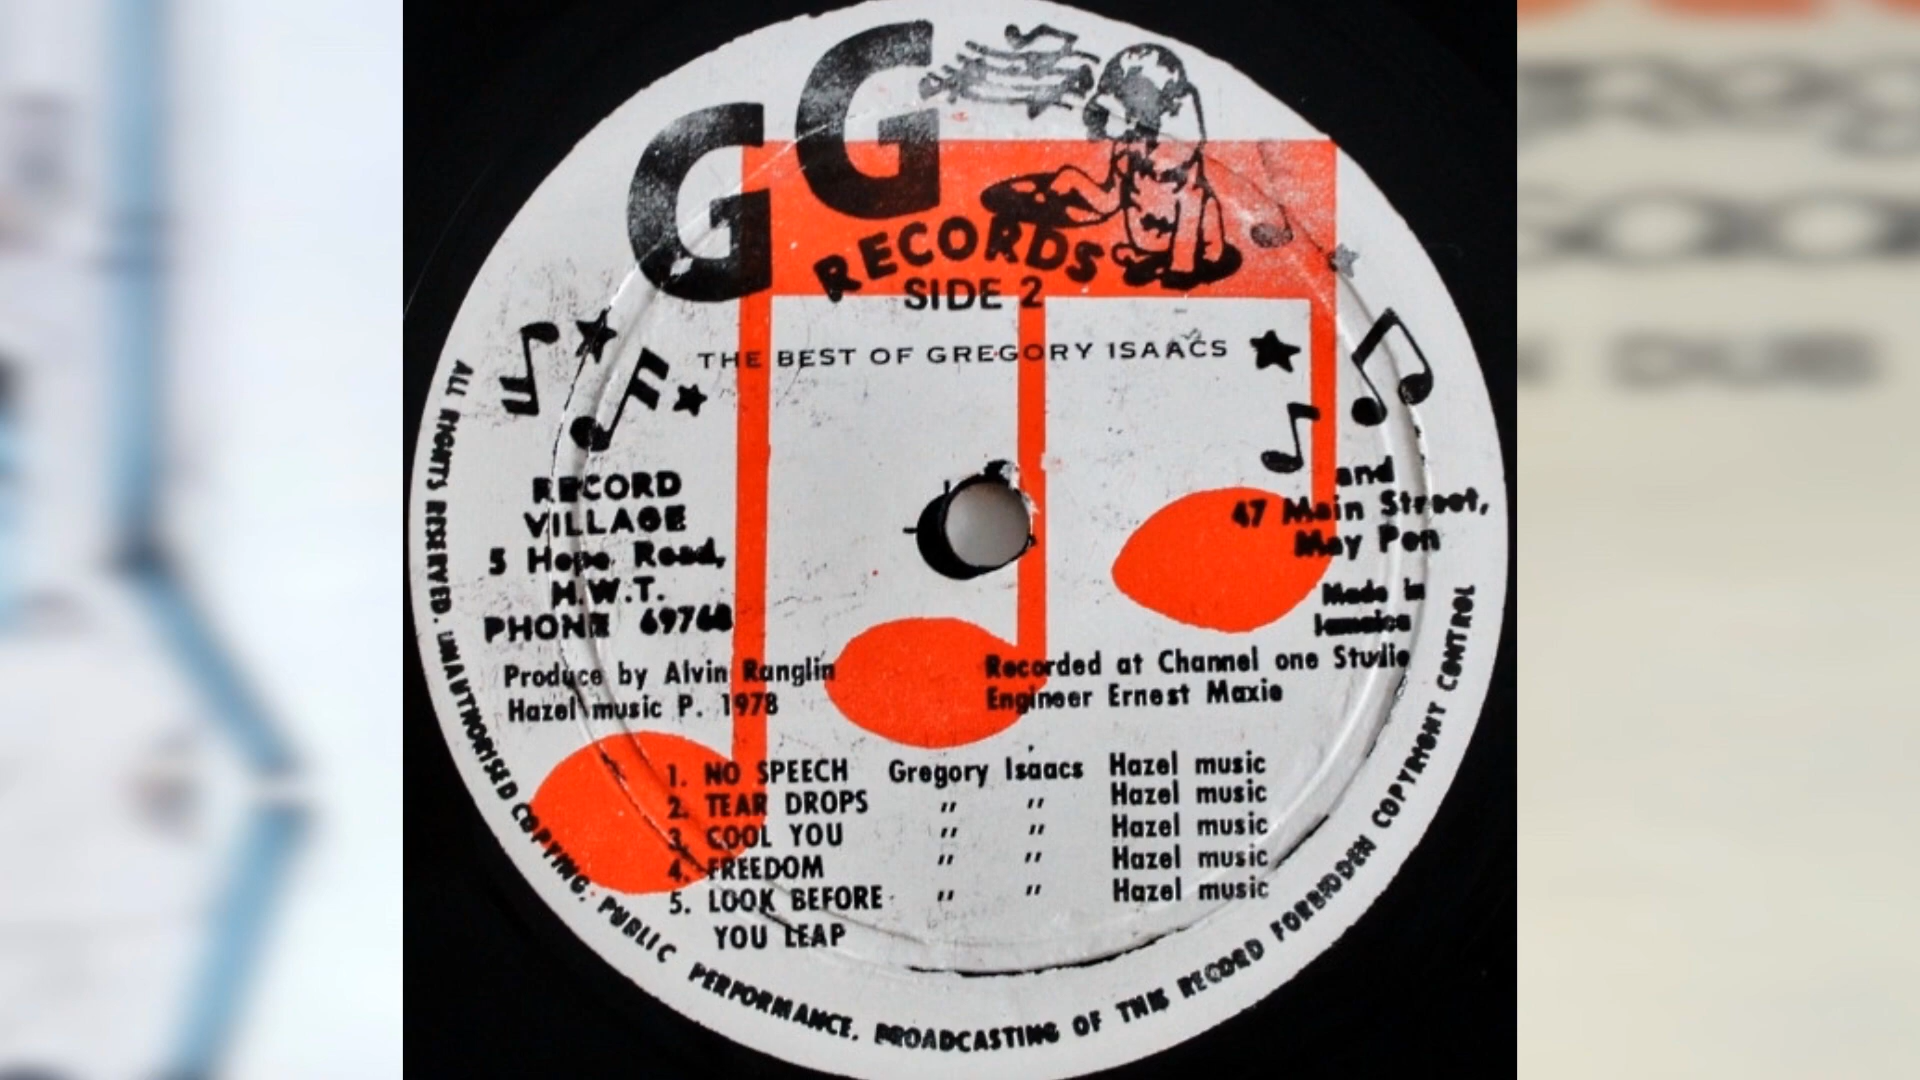 GG
RECORDS
SIDE 2
THE BEST OF GREGORY ISAACS
RECORD
VILLAGE
5 Hope Road,
H.W.T.
PHONE 69768
and
47 Main Street,
May Pen
Made in
Jamaica
Produce by Alvin Ranglin
Hazel music P. 1978
Recorded at Channel one Studio
Engineer Ernest Maxie
1. NO SPEECH Gregory Isaacs Hazel music
2. TEAR DROPS " " Hazel music
3. COOL YOU " " Hazel music
4. FREEDOM " " Hazel music
5. LOOK BEFORE " " Hazel music
YOU LEAP
ALL RIGHTS RESERVED. UNAUTHORISED COPYING. PUBLIC PERFORMANCE. BROADCASTING OF THIS RECORD FORBIDDEN COPYRIGHT CONTROL